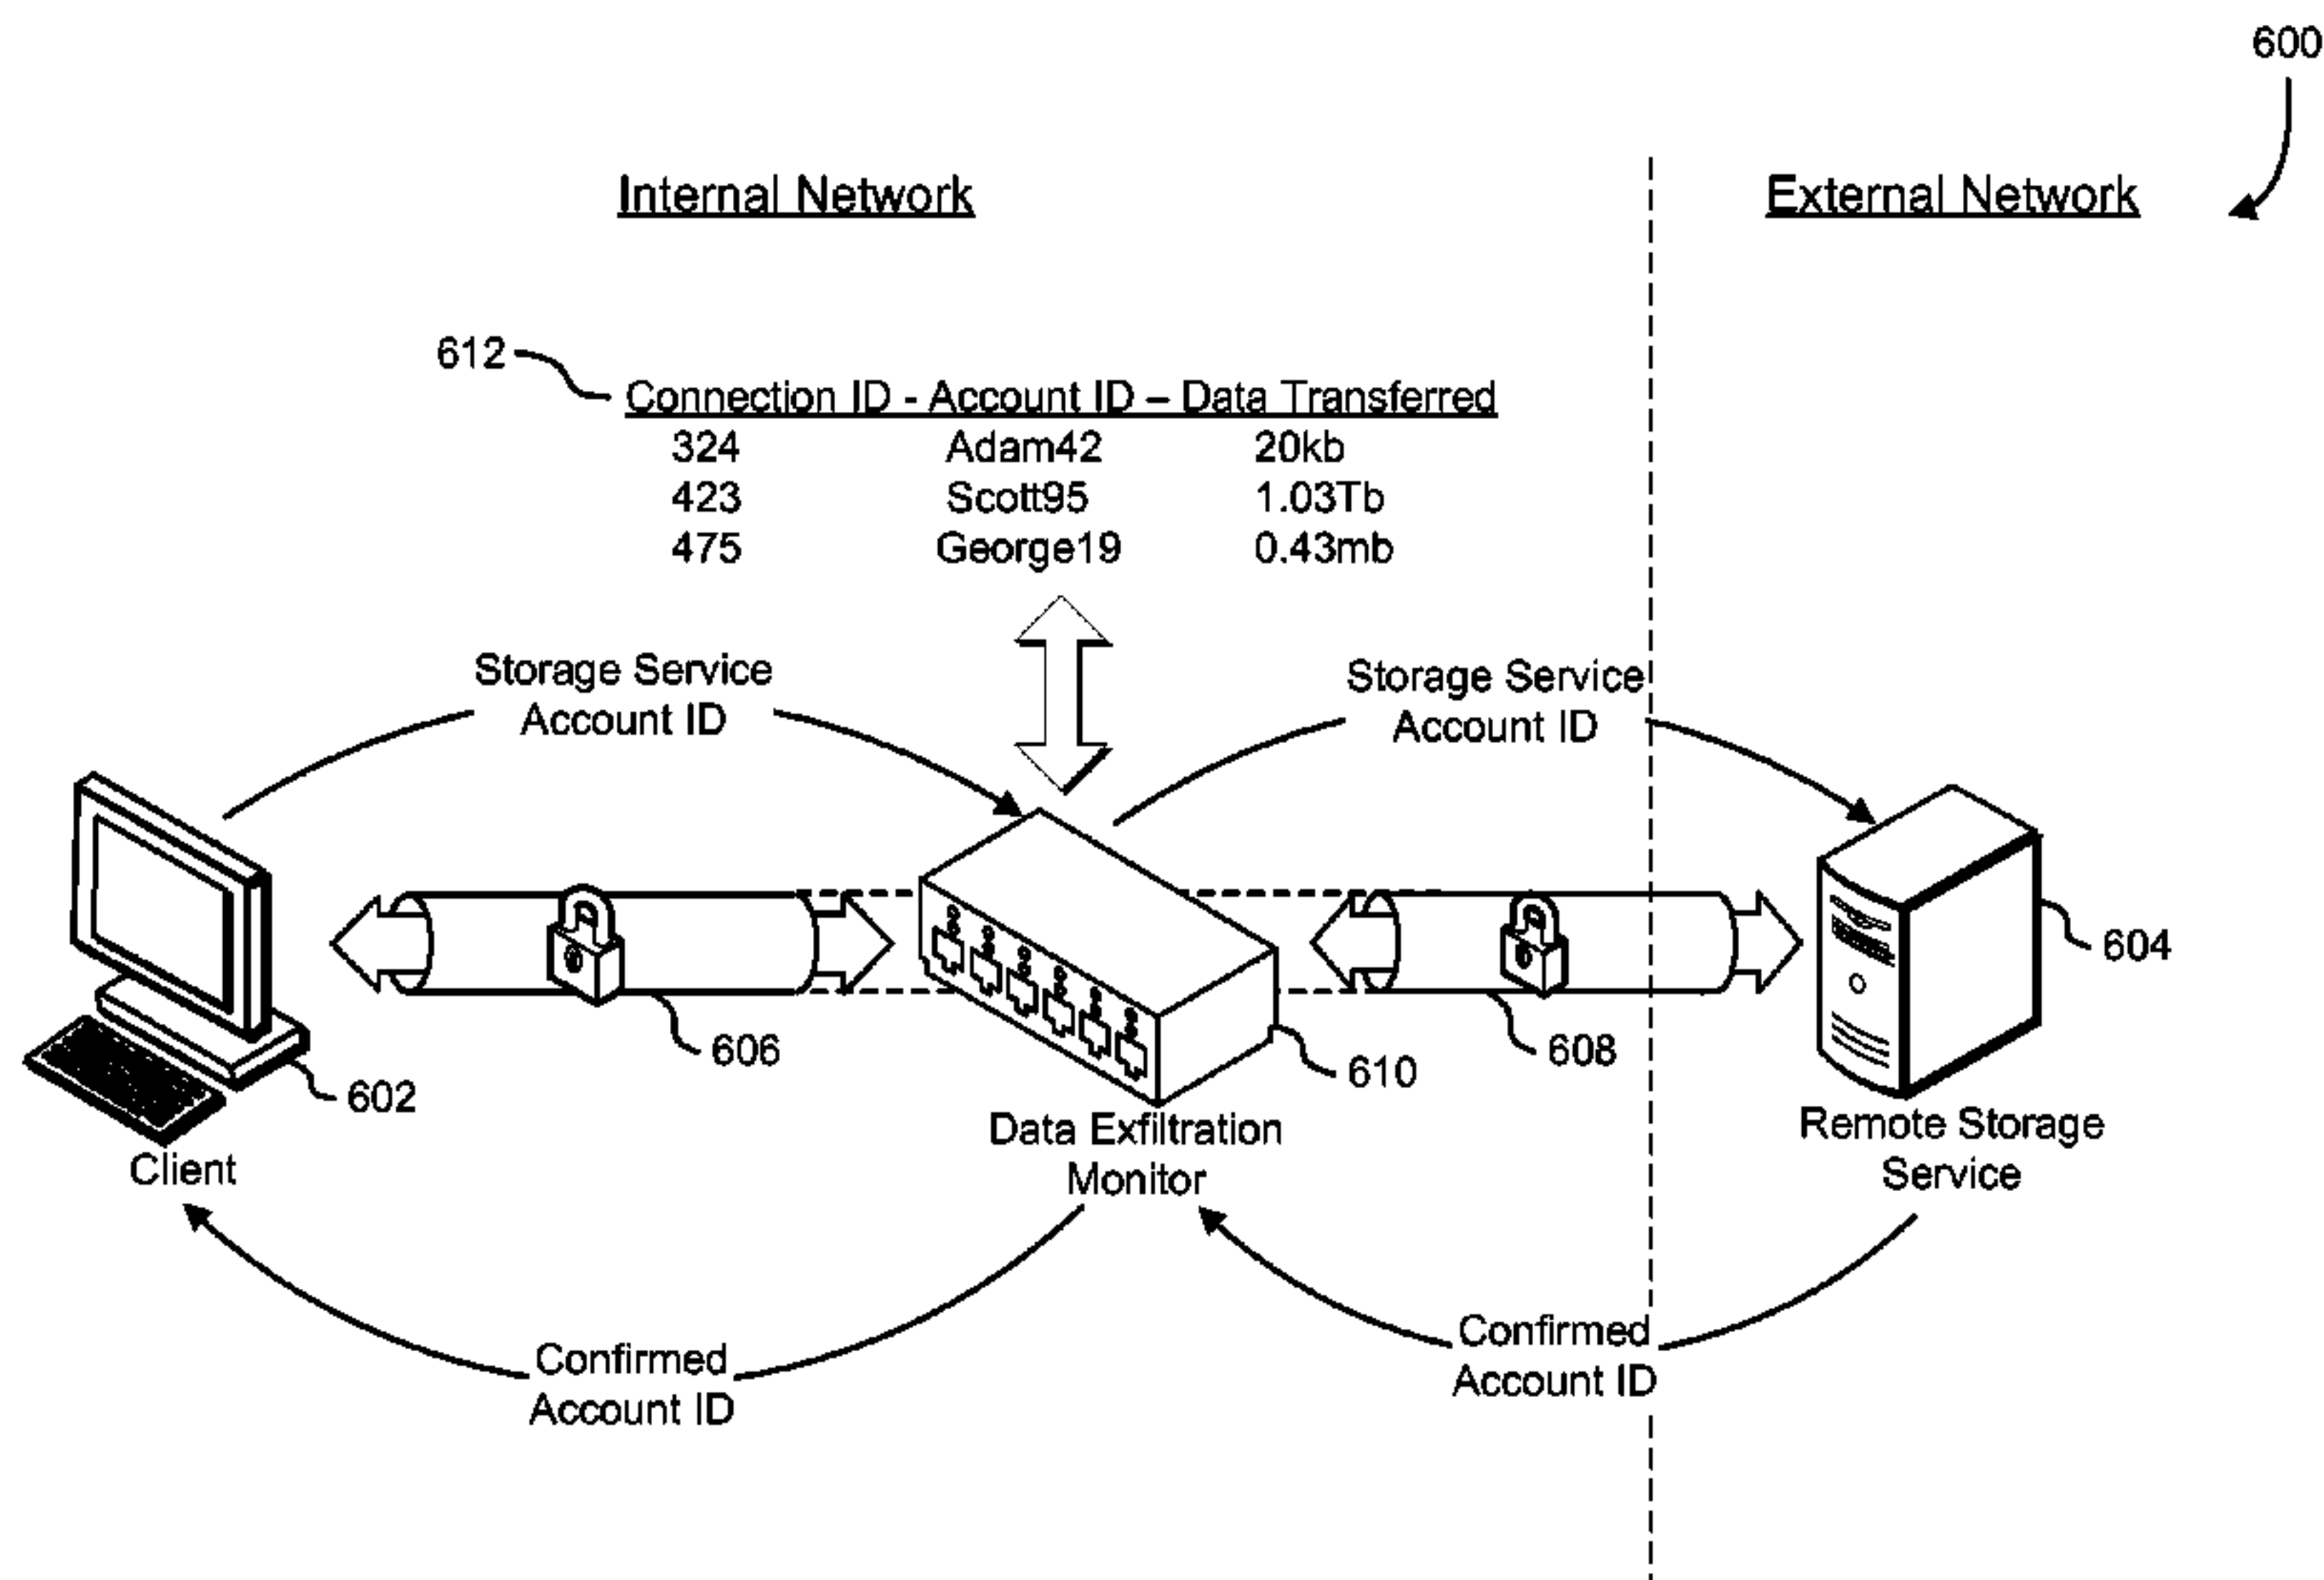 600
Internal Network
External Network
612
Connection ID - Account ID – Data Transferred
324 Adam42 20kb
423 Scott95 1.03Tb
475 George19 0.43mb
Storage Service
Account ID
Storage Service
Account ID
604
606
608
610
602
Data Exfiltration
Monitor
Remote Storage
Service
Client
Confirmed
Account ID
Confirmed
Account ID